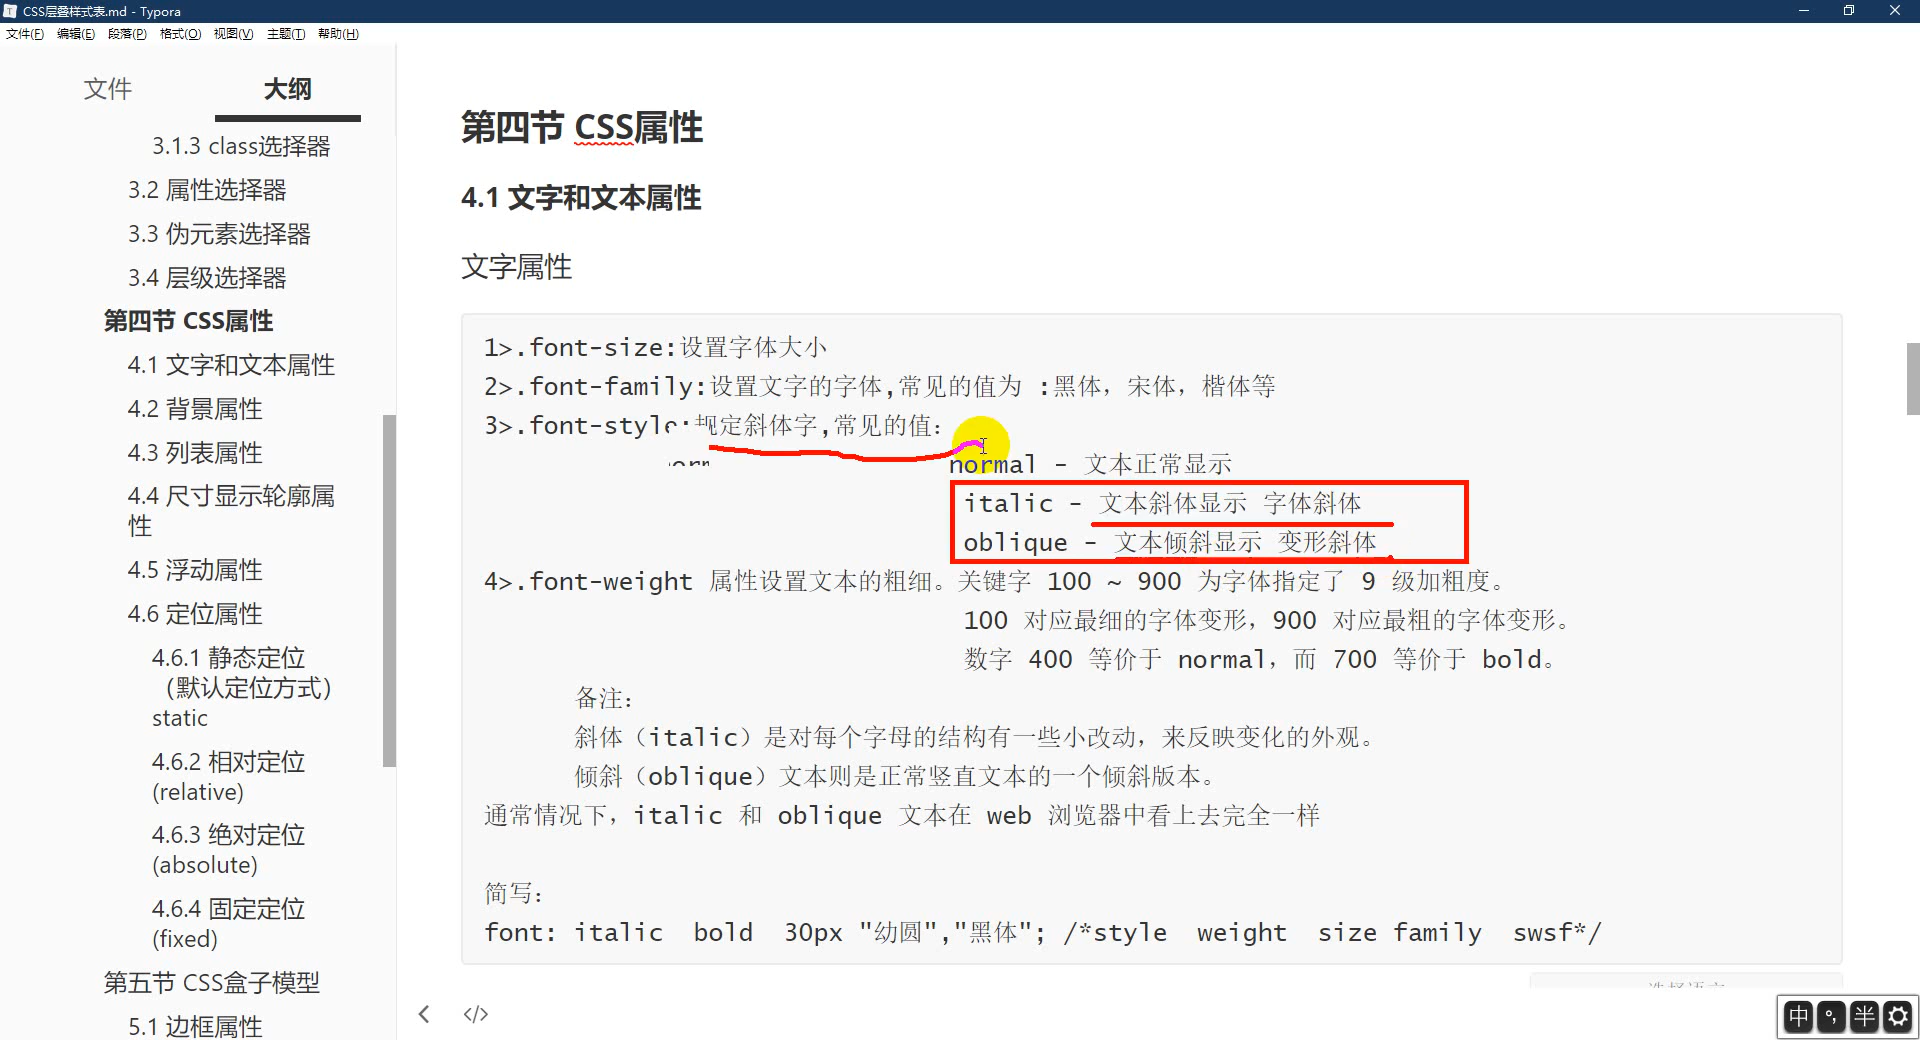 CSS层叠样式表.md - Typora
文件(F) 编辑(E) 段落(P) 格式(O) 视图(V) 主题(T) 帮助(H)
文件 大纲
3.1.3 class选择器
3.2 属性选择器
3.3 伪元素选择器
3.4 层级选择器
第四节 CSS属性
4.1 文字和文本属性
4.2 背景属性
4.3 列表属性
4.4 尺寸显示轮廓属
性
4.5 浮动属性
4.6 定位属性
4.6.1 静态定位
（默认定位方式）
static
4.6.2 相对定位
(relative)
4.6.3 绝对定位
(absolute)
4.6.4 固定定位
(fixed)
第五节 CSS盒子模型
5.1 边框属性
第四节 CSS属性
4.1 文字和文本属性
文字属性
1>.font-size:设置字体大小
2>.font-family:设置文字的字体,常见的值为 :黑体，宋体，楷体等
3>.font-style:规定斜体字,常见的值：
normal - 文本正常显示
italic - 文本斜体显示 字体斜体
oblique - 文本倾斜显示 变形斜体
4>.font-weight 属性设置文本的粗细。关键字 100 ~ 900 为字体指定了 9 级加粗度。
100 对应最细的字体变形，900 对应最粗的字体变形。
数字 400 等价于 normal，而 700 等价于 bold。
备注：
斜体（italic）是对每个字母的结构有一些小改动，来反映变化的外观。
倾斜（oblique）文本则是正常竖直文本的一个倾斜版本。
通常情况下，italic 和 oblique 文本在 web 浏览器中看上去完全一样
简写：
font: italic bold 30px "幼圆","黑体"; /*style weight size family swsf*/
</>
中 °, 半